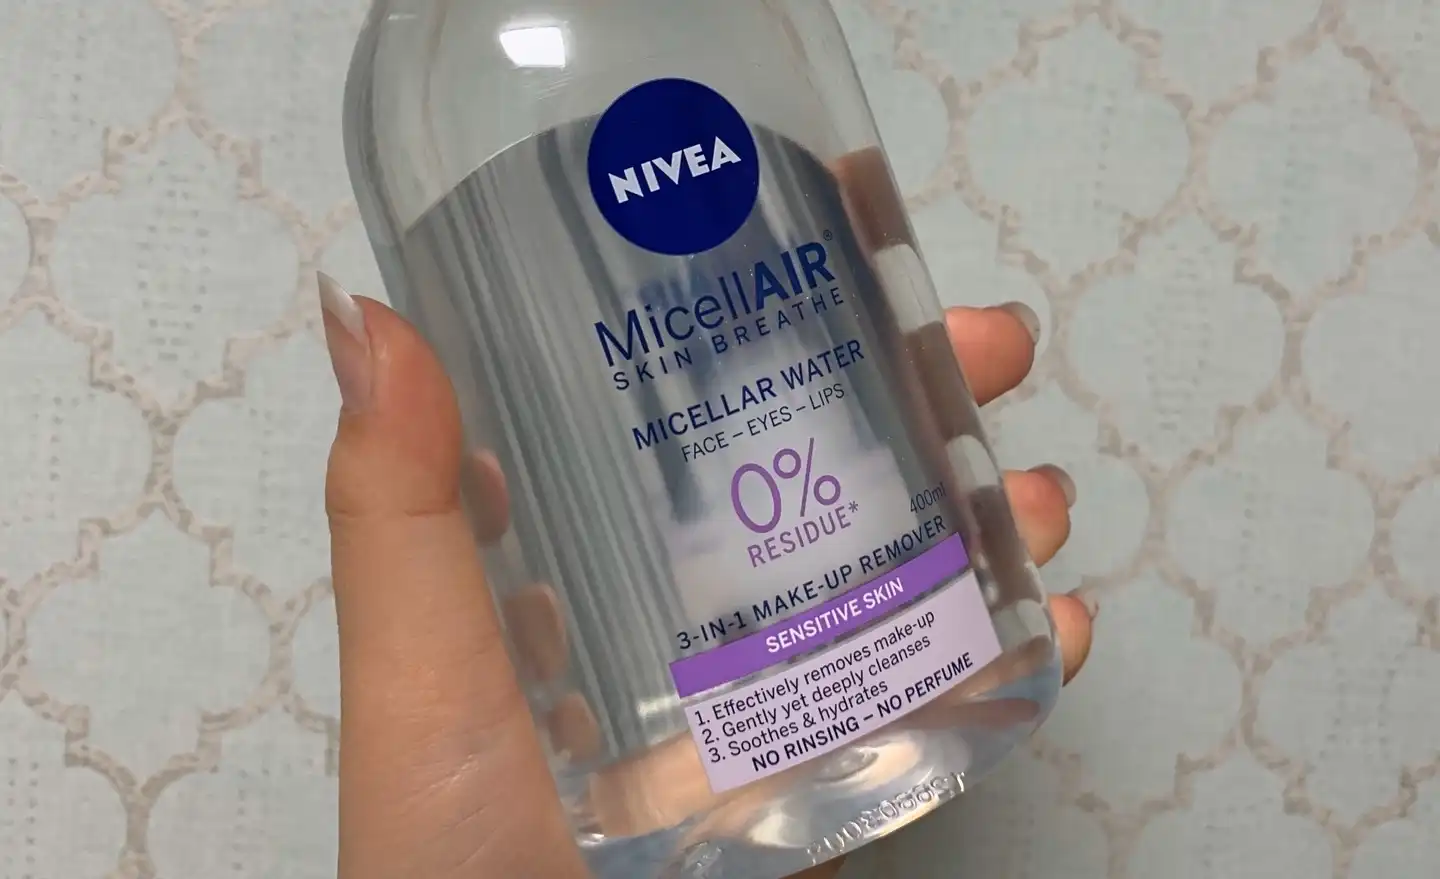 NIVEA
MicellAIR®
SKIN BREATHE
MICELLAR WATER
FACE – EYES – LIPS
0%
RESIDUE*
400ml
3-IN-1 MAKE-UP REMOVER
SENSITIVE SKIN
1. Effectively removes make-up
2. Gently yet deeply cleanses
3. Soothes & hydrates
NO RINSING – NO PERFUME